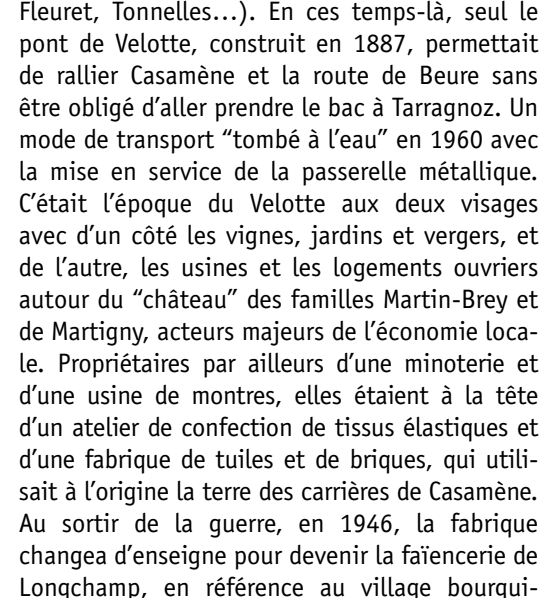 Fleuret, Tonnelles…). En ces temps-là, seul le
pont de Velotte, construit en 1887, permettait
de rallier Casamène et la route de Beure sans
être obligé d’aller prendre le bac à Tarragnoz. Un
mode de transport “tombé à l’eau” en 1960 avec
la mise en service de la passerelle métallique.
C’était l’époque du Velotte aux deux visages
avec d’un côté les vignes, jardins et vergers, et
de l’autre, les usines et les logements ouvriers
autour du “château” des familles Martin-Brey et
de Martigny, acteurs majeurs de l’économie loca-
le. Propriétaires par ailleurs d’une minoterie et
d’une usine de montres, elles étaient à la tête
d’un atelier de confection de tissus élastiques et
d’une fabrique de tuiles et de briques, qui utili-
sait à l’origine la terre des carrières de Casamène.
Au sortir de la guerre, en 1946, la fabrique
changea d’enseigne pour devenir la faïencerie de
Longchamp, en référence au village bourgui-